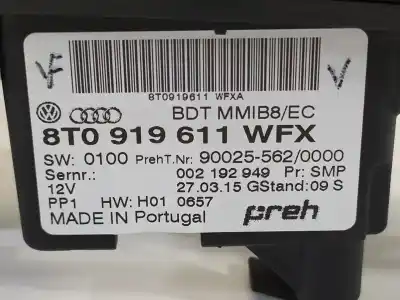 VF
V
8T0919611 WFXA
BDT MMIB8/EC
8T0 919 611 WFX
SW: 0100 PrehT.Nr: 90025-562/0000
Sernr.: 002 192 949 Pr: SMP
12V 27.03.15 GStand: 09 S
PP1 HW: H01 0657
MADE IN Portugal preh